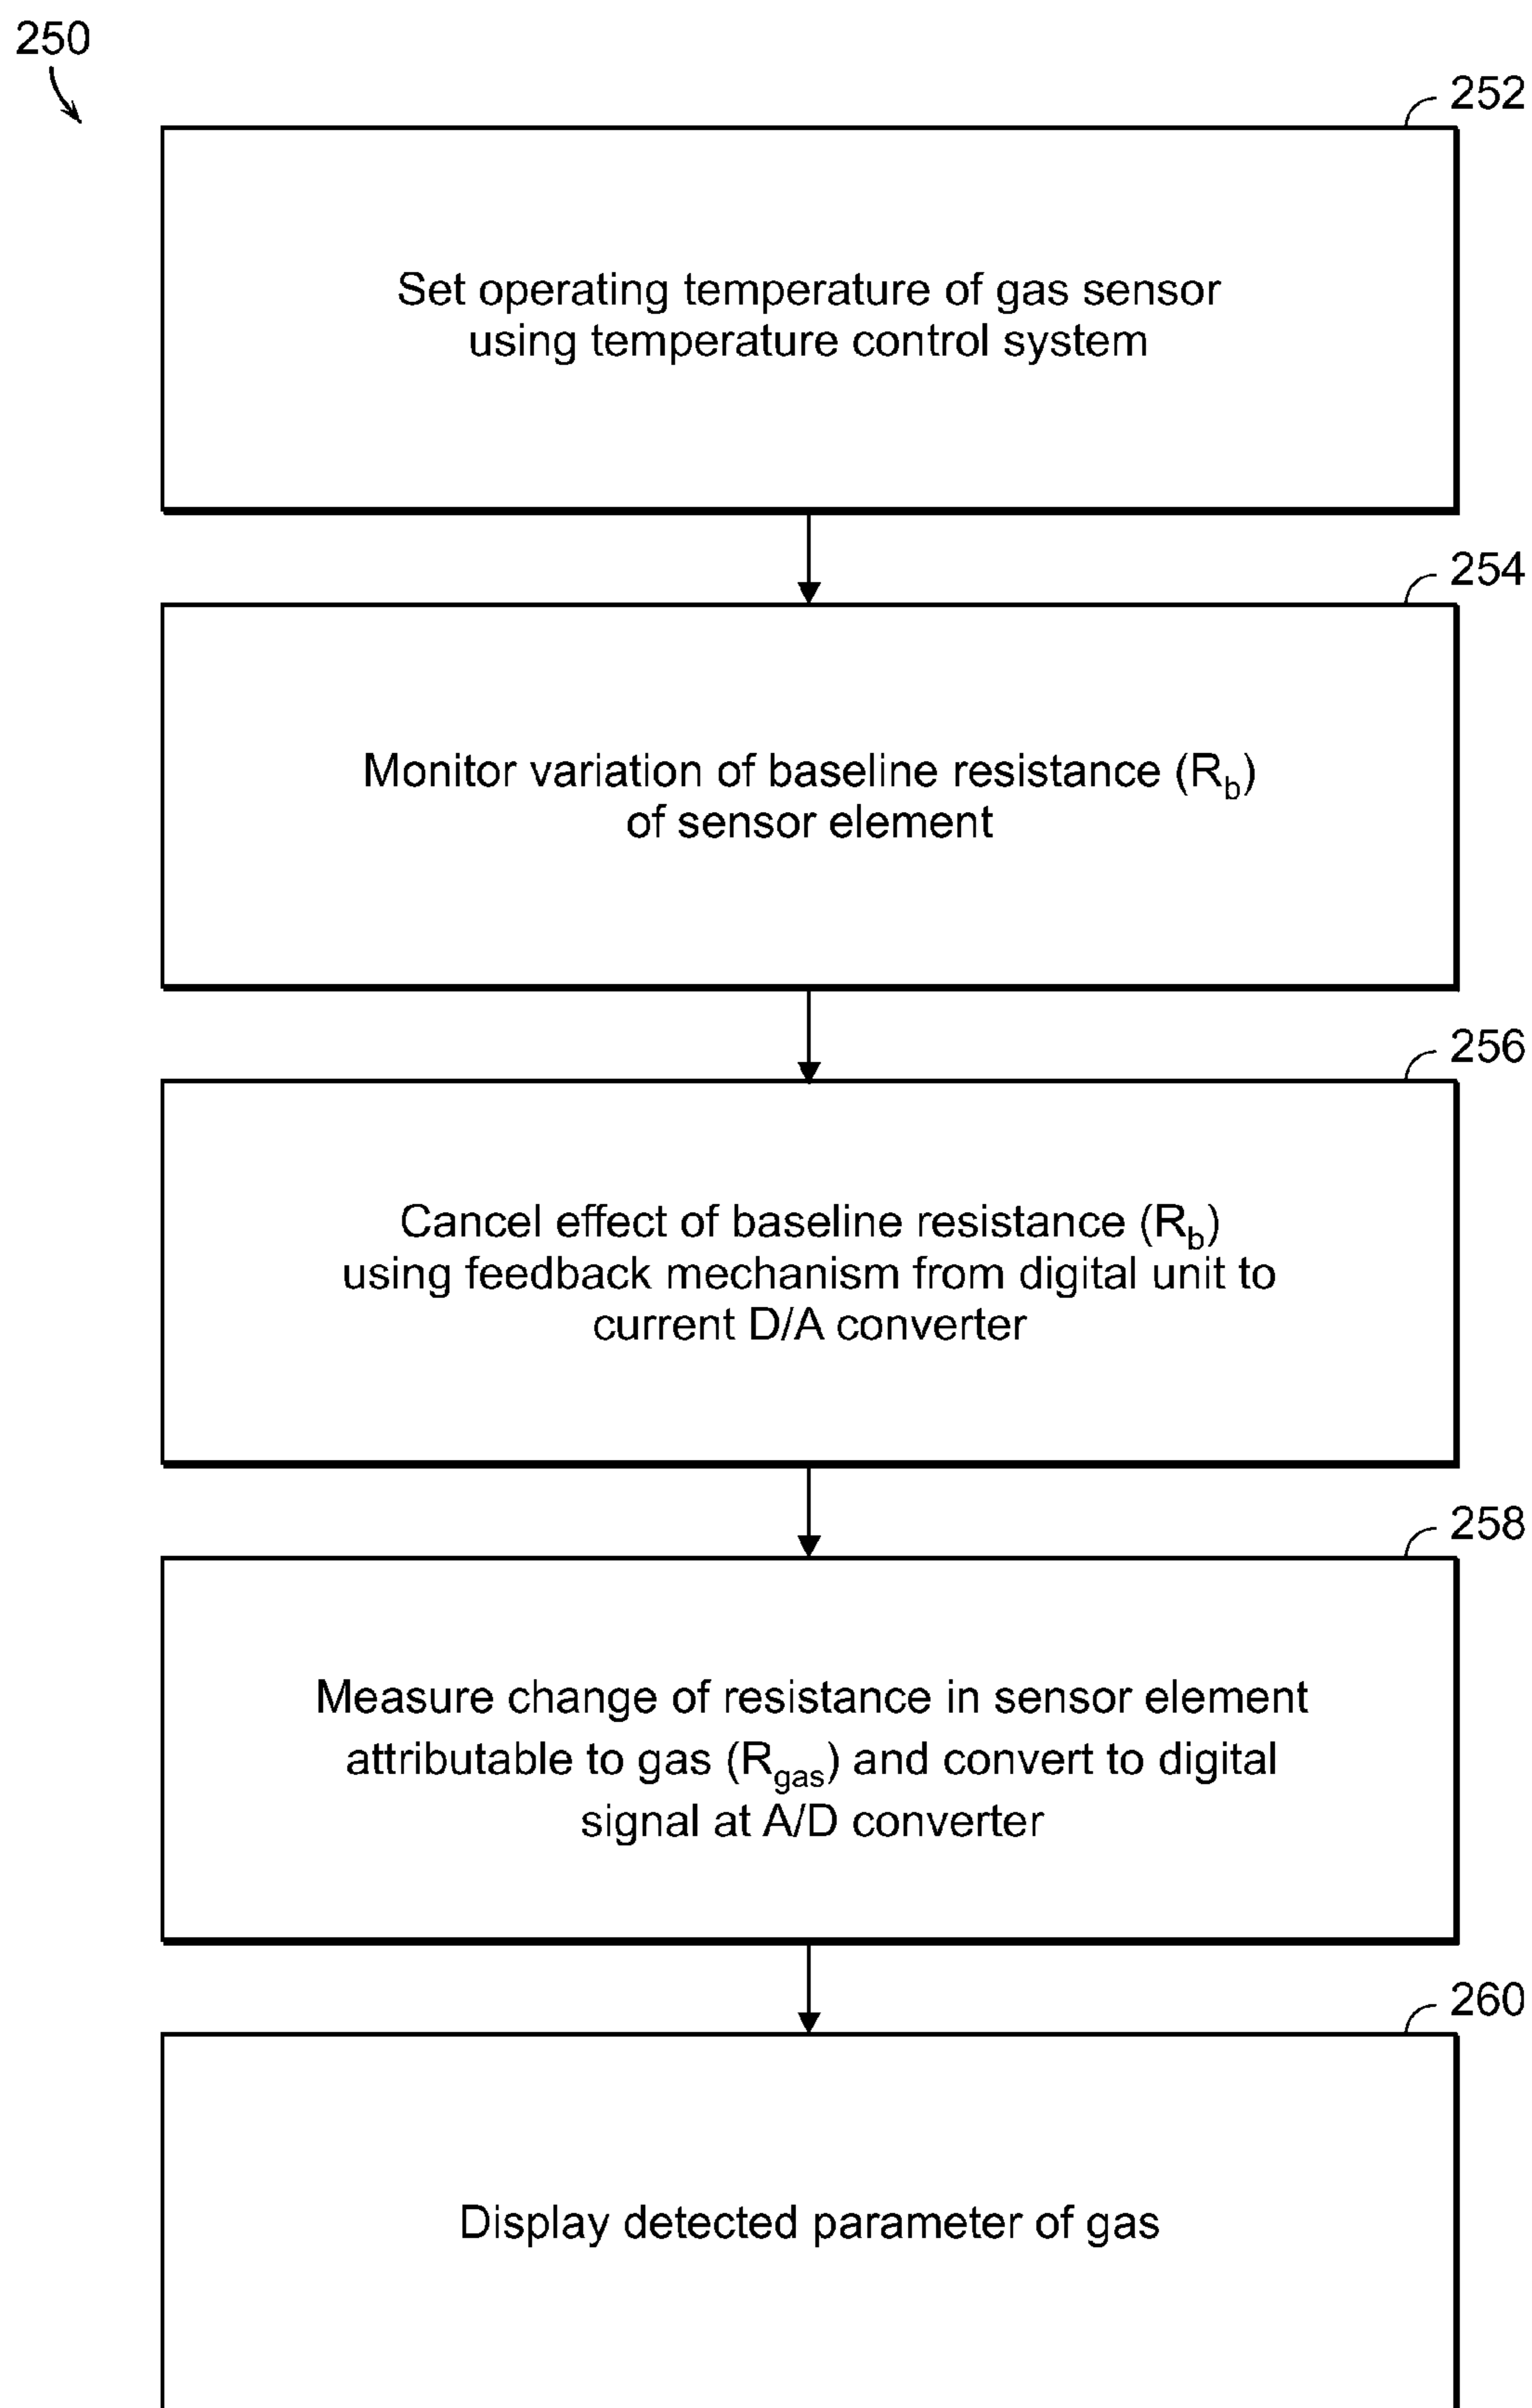 250
252
Set operating temperature of gas sensor
using temperature control system
254
Monitor variation of baseline resistance (Rb)
of sensor element
256
Cancel effect of baseline resistance (Rb)
using feedback mechanism from digital unit to
current D/A converter
258
Measure change of resistance in sensor element
attributable to gas (Rgas) and convert to digital
signal at A/D converter
260
Display detected parameter of gas